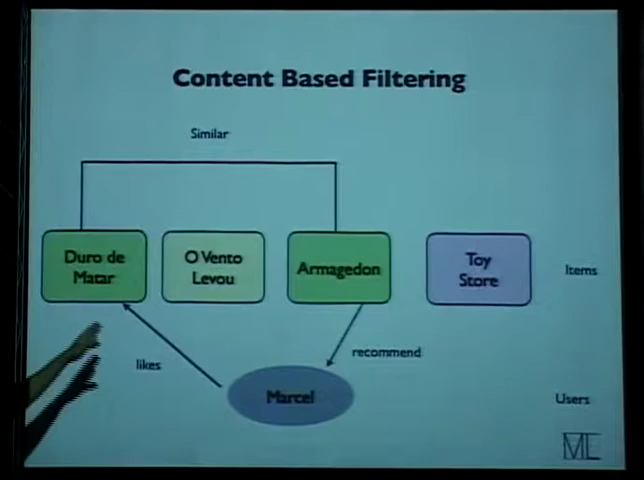 Content Based Filtering
Similar
Duro de
Matar
O Vento
Levou
Armagedon
Toy
Store
Items
likes
recommend
Marcel
Users
ML